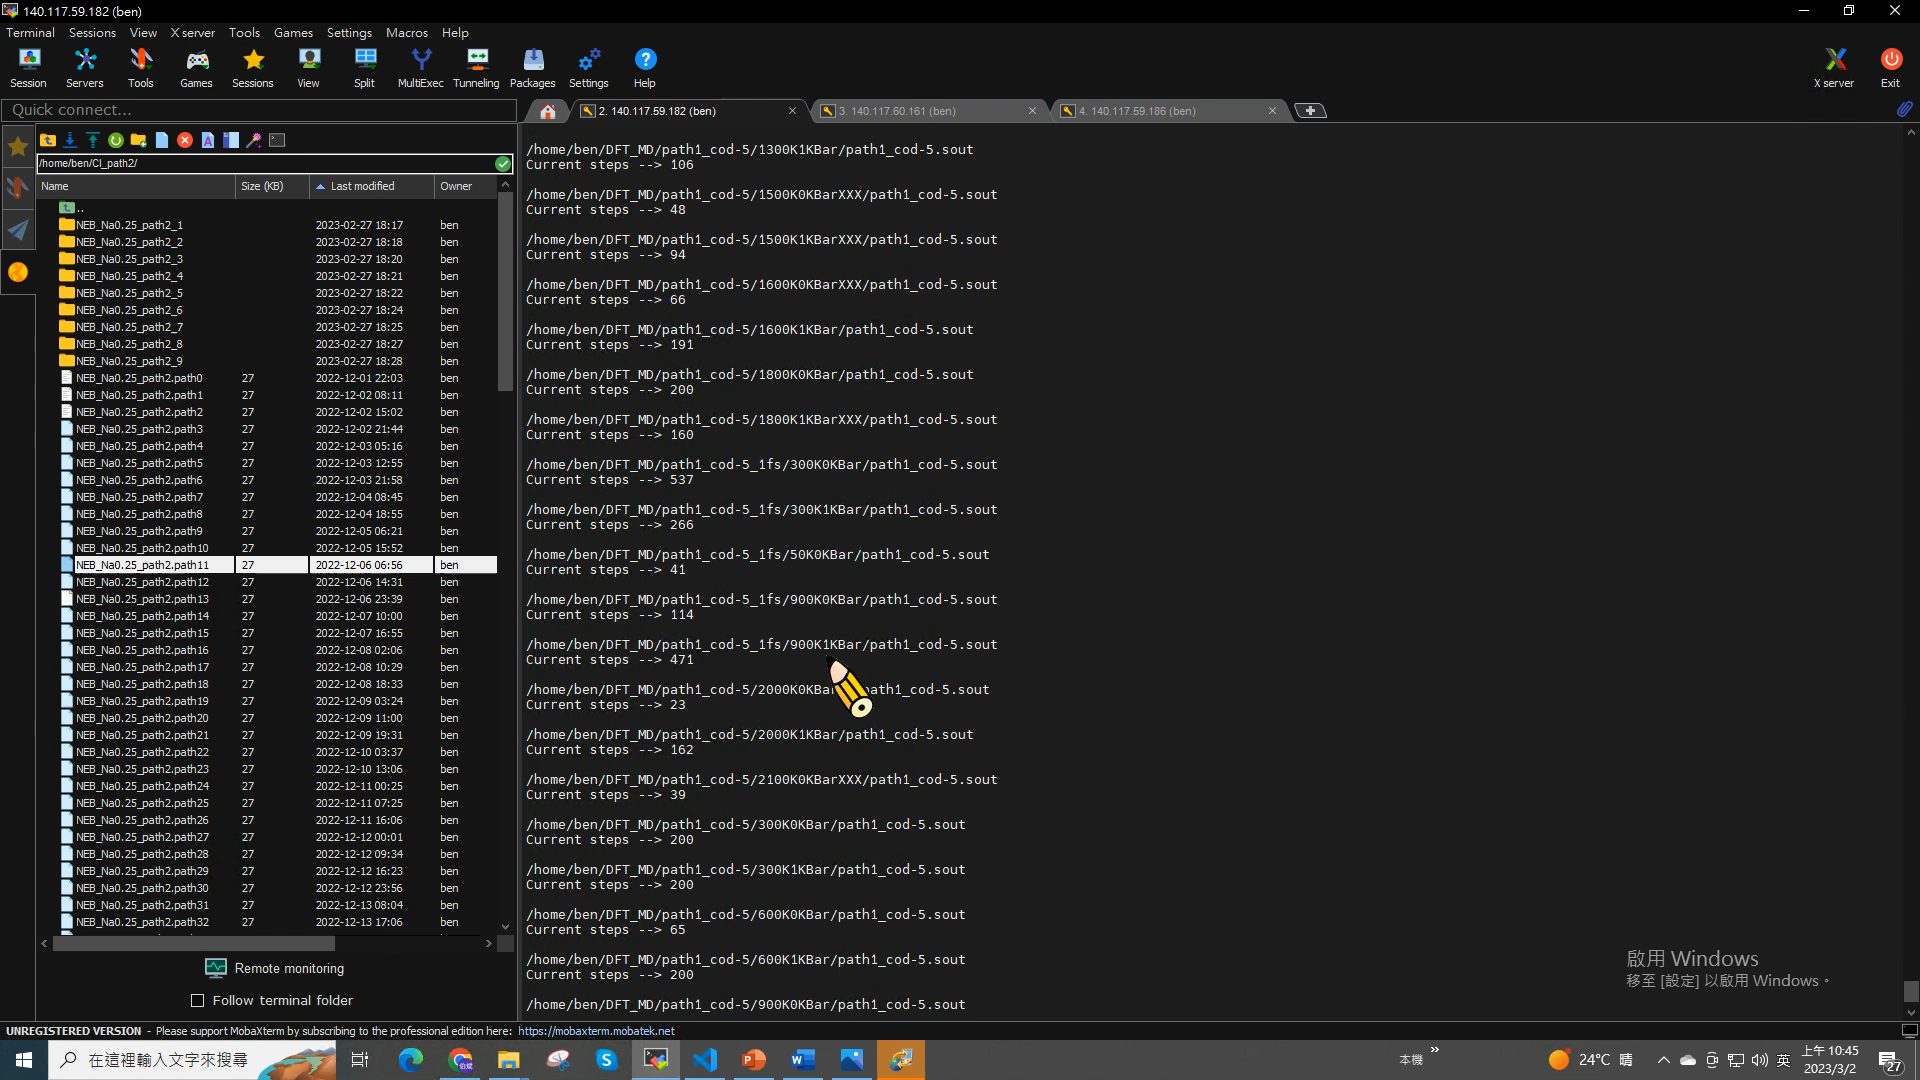 140.117.59.182 (ben)
Terminal Sessions View X server Tools Games Settings Macros Help
Session Servers Tools Games Sessions View Split MultiExec Tunneling Packages Settings Help X server Exit
Quick connect...
2. 140.117.59.182 (ben)
3. 140.117.60.161 (ben)
4. 140.117.59.186 (ben)
/home/ben/CI_path2/
Name Size (KB) Last modified Owner
..
NEB_Na0.25_path2_1 2023-02-27 18:17 ben
NEB_Na0.25_path2_2 2023-02-27 18:18 ben
NEB_Na0.25_path2_3 2023-02-27 18:20 ben
NEB_Na0.25_path2_4 2023-02-27 18:21 ben
NEB_Na0.25_path2_5 2023-02-27 18:22 ben
NEB_Na0.25_path2_6 2023-02-27 18:24 ben
NEB_Na0.25_path2_7 2023-02-27 18:25 ben
NEB_Na0.25_path2_8 2023-02-27 18:27 ben
NEB_Na0.25_path2_9 2023-02-27 18:28 ben
NEB_Na0.25_path2.path0 27 2022-12-01 22:03 ben
NEB_Na0.25_path2.path1 27 2022-12-02 08:11 ben
NEB_Na0.25_path2.path2 27 2022-12-02 15:02 ben
NEB_Na0.25_path2.path3 27 2022-12-02 21:44 ben
NEB_Na0.25_path2.path4 27 2022-12-03 05:16 ben
NEB_Na0.25_path2.path5 27 2022-12-03 12:55 ben
NEB_Na0.25_path2.path6 27 2022-12-03 21:58 ben
NEB_Na0.25_path2.path7 27 2022-12-04 08:45 ben
NEB_Na0.25_path2.path8 27 2022-12-04 18:55 ben
NEB_Na0.25_path2.path9 27 2022-12-05 06:21 ben
NEB_Na0.25_path2.path10 27 2022-12-05 15:52 ben
NEB_Na0.25_path2.path11 27 2022-12-06 06:56 ben
NEB_Na0.25_path2.path12 27 2022-12-06 14:31 ben
NEB_Na0.25_path2.path13 27 2022-12-06 23:39 ben
NEB_Na0.25_path2.path14 27 2022-12-07 10:00 ben
NEB_Na0.25_path2.path15 27 2022-12-07 16:55 ben
NEB_Na0.25_path2.path16 27 2022-12-08 02:06 ben
NEB_Na0.25_path2.path17 27 2022-12-08 10:29 ben
NEB_Na0.25_path2.path18 27 2022-12-08 18:33 ben
NEB_Na0.25_path2.path19 27 2022-12-09 03:24 ben
NEB_Na0.25_path2.path20 27 2022-12-09 11:00 ben
NEB_Na0.25_path2.path21 27 2022-12-09 19:31 ben
NEB_Na0.25_path2.path22 27 2022-12-10 03:37 ben
NEB_Na0.25_path2.path23 27 2022-12-10 13:06 ben
NEB_Na0.25_path2.path24 27 2022-12-11 00:25 ben
NEB_Na0.25_path2.path25 27 2022-12-11 07:25 ben
NEB_Na0.25_path2.path26 27 2022-12-11 16:06 ben
NEB_Na0.25_path2.path27 27 2022-12-12 00:01 ben
NEB_Na0.25_path2.path28 27 2022-12-12 09:34 ben
NEB_Na0.25_path2.path29 27 2022-12-12 16:23 ben
NEB_Na0.25_path2.path30 27 2022-12-12 23:56 ben
NEB_Na0.25_path2.path31 27 2022-12-13 08:04 ben
NEB_Na0.25_path2.path32 27 2022-12-13 17:06 ben
Remote monitoring
Follow terminal folder
/home/ben/DFT_MD/path1_cod-5/1300K1KBar/path1_cod-5.sout
Current steps --> 106
/home/ben/DFT_MD/path1_cod-5/1500K0KBarXXX/path1_cod-5.sout
Current steps --> 48
/home/ben/DFT_MD/path1_cod-5/1500K1KBarXXX/path1_cod-5.sout
Current steps --> 94
/home/ben/DFT_MD/path1_cod-5/1600K0KBarXXX/path1_cod-5.sout
Current steps --> 66
/home/ben/DFT_MD/path1_cod-5/1600K1KBar/path1_cod-5.sout
Current steps --> 191
/home/ben/DFT_MD/path1_cod-5/1800K0KBar/path1_cod-5.sout
Current steps --> 200
/home/ben/DFT_MD/path1_cod-5/1800K1KBarXXX/path1_cod-5.sout
Current steps --> 160
/home/ben/DFT_MD/path1_cod-5_1fs/300K0KBar/path1_cod-5.sout
Current steps --> 537
/home/ben/DFT_MD/path1_cod-5_1fs/300K1KBar/path1_cod-5.sout
Current steps --> 266
/home/ben/DFT_MD/path1_cod-5_1fs/50K0KBar/path1_cod-5.sout
Current steps --> 41
/home/ben/DFT_MD/path1_cod-5_1fs/900K0KBar/path1_cod-5.sout
Current steps --> 114
/home/ben/DFT_MD/path1_cod-5_1fs/900K1KBar/path1_cod-5.sout
Current steps --> 471
/home/ben/DFT_MD/path1_cod-5/2000K0KBa ath1_cod-5.sout
Current steps --> 23
/home/ben/DFT_MD/path1_cod-5/2000K1KBar/path1_cod-5.sout
Current steps --> 162
/home/ben/DFT_MD/path1_cod-5/2100K0KBarXXX/path1_cod-5.sout
Current steps --> 39
/home/ben/DFT_MD/path1_cod-5/300K0KBar/path1_cod-5.sout
Current steps --> 200
/home/ben/DFT_MD/path1_cod-5/300K1KBar/path1_cod-5.sout
Current steps --> 200
/home/ben/DFT_MD/path1_cod-5/600K0KBar/path1_cod-5.sout
Current steps --> 65
/home/ben/DFT_MD/path1_cod-5/600K1KBar/path1_cod-5.sout
Current steps --> 200
/home/ben/DFT_MD/path1_cod-5/900K0KBar/path1_cod-5.sout
啟用 Windows
移至 [設定] 以啟用 Windows。
UNREGISTERED VERSION - Please support MobaXterm by subscribing to the professional edition here: https://mobaxterm.mobatek.net
在這裡輸入文字來搜尋
本機 »
24°C 晴
英
上午 10:45
2023/3/2
27